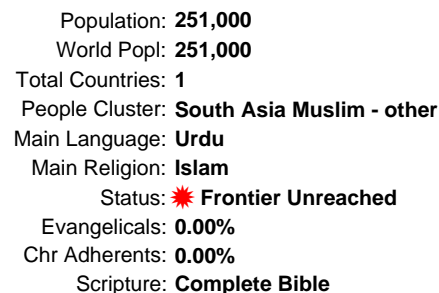 Population: 251,000
World Popl: 251,000
Total Countries: 1
People Cluster: South Asia Muslim - other
Main Language: Urdu
Main Religion: Islam
Status: Frontier Unreached
Evangelicals: 0.00%
Chr Adherents: 0.00%
Scripture: Complete Bible